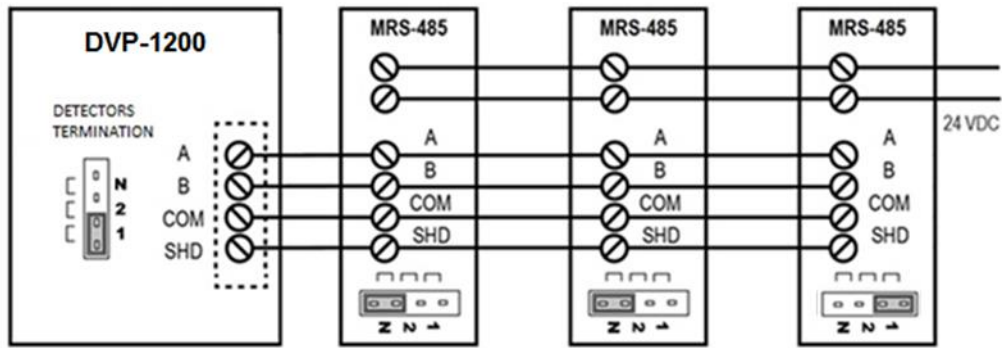 DVP-1200
DETECTORS
TERMINATION
A
B
COM
SHD
N
2
1
MRS-485
A
B
COM
SHD
N 2 1
MRS-485
A
B
COM
SHD
N 2 1
MRS-485
24 VDC
A
B
COM
SHD
N 2 1